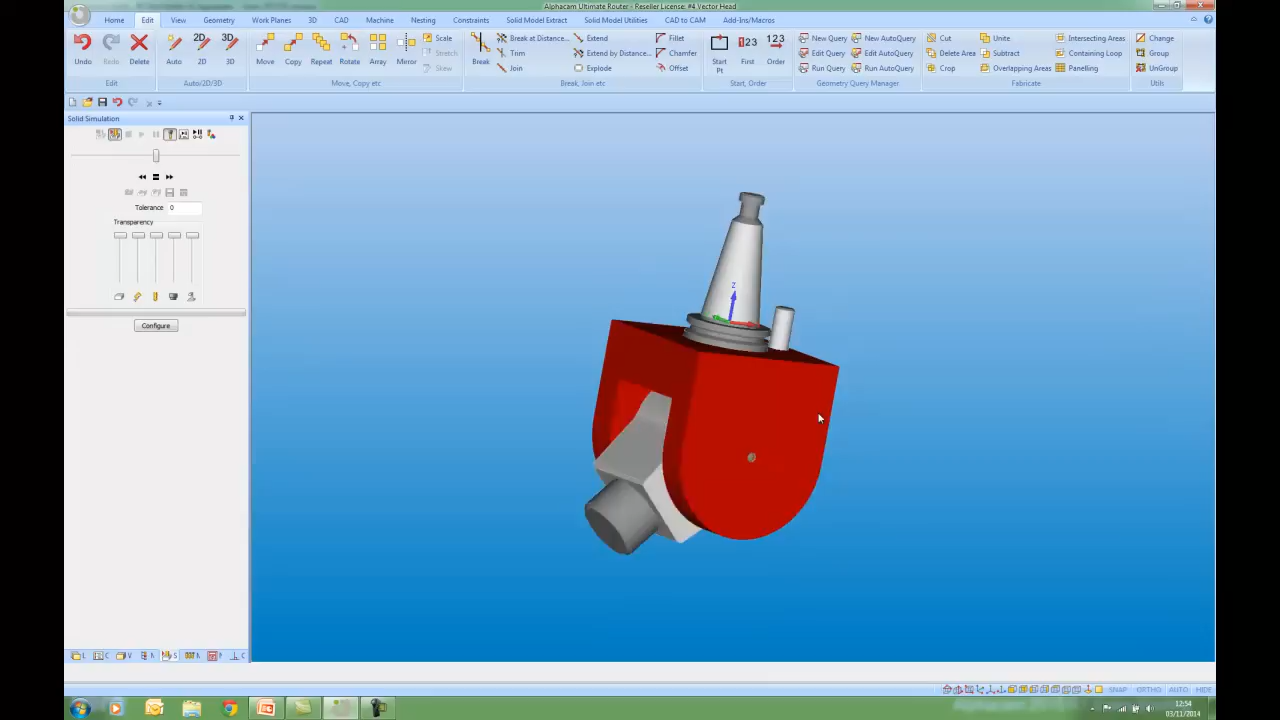 Alphacam Ultimate Router - Reseller License: #4 Vector Head
Home Edit View Geometry Work Planes 3D CAD Machine Nesting Constraints Solid Model Extract Solid Model Utilities CAD to CAM Add-Ins/Macros
Undo Redo Delete Auto 2D 3D Move Copy Repeat Rotate Array Mirror Scale Stretch Skew Break Break at Distance... Trim Join Extend Extend by Distance... Explode Fillet Chamfer Offset Start Pt First Order New Query Edit Query Run Query New AutoQuery Edit AutoQuery Run AutoQuery Cut Delete Area Crop Unite Subtract Overlapping Areas Intersecting Areas Containing Loop Panelling Change Group UnGroup
Edit Auto/2D/3D Move, Copy etc Break, Join etc Start, Order Geometry Query Manager Fabricate Utils
Solid Simulation
Tolerance 0
Transparency
Configure
Z
SNAP ORTHO AUTO HIDE
12:54
03/11/2014